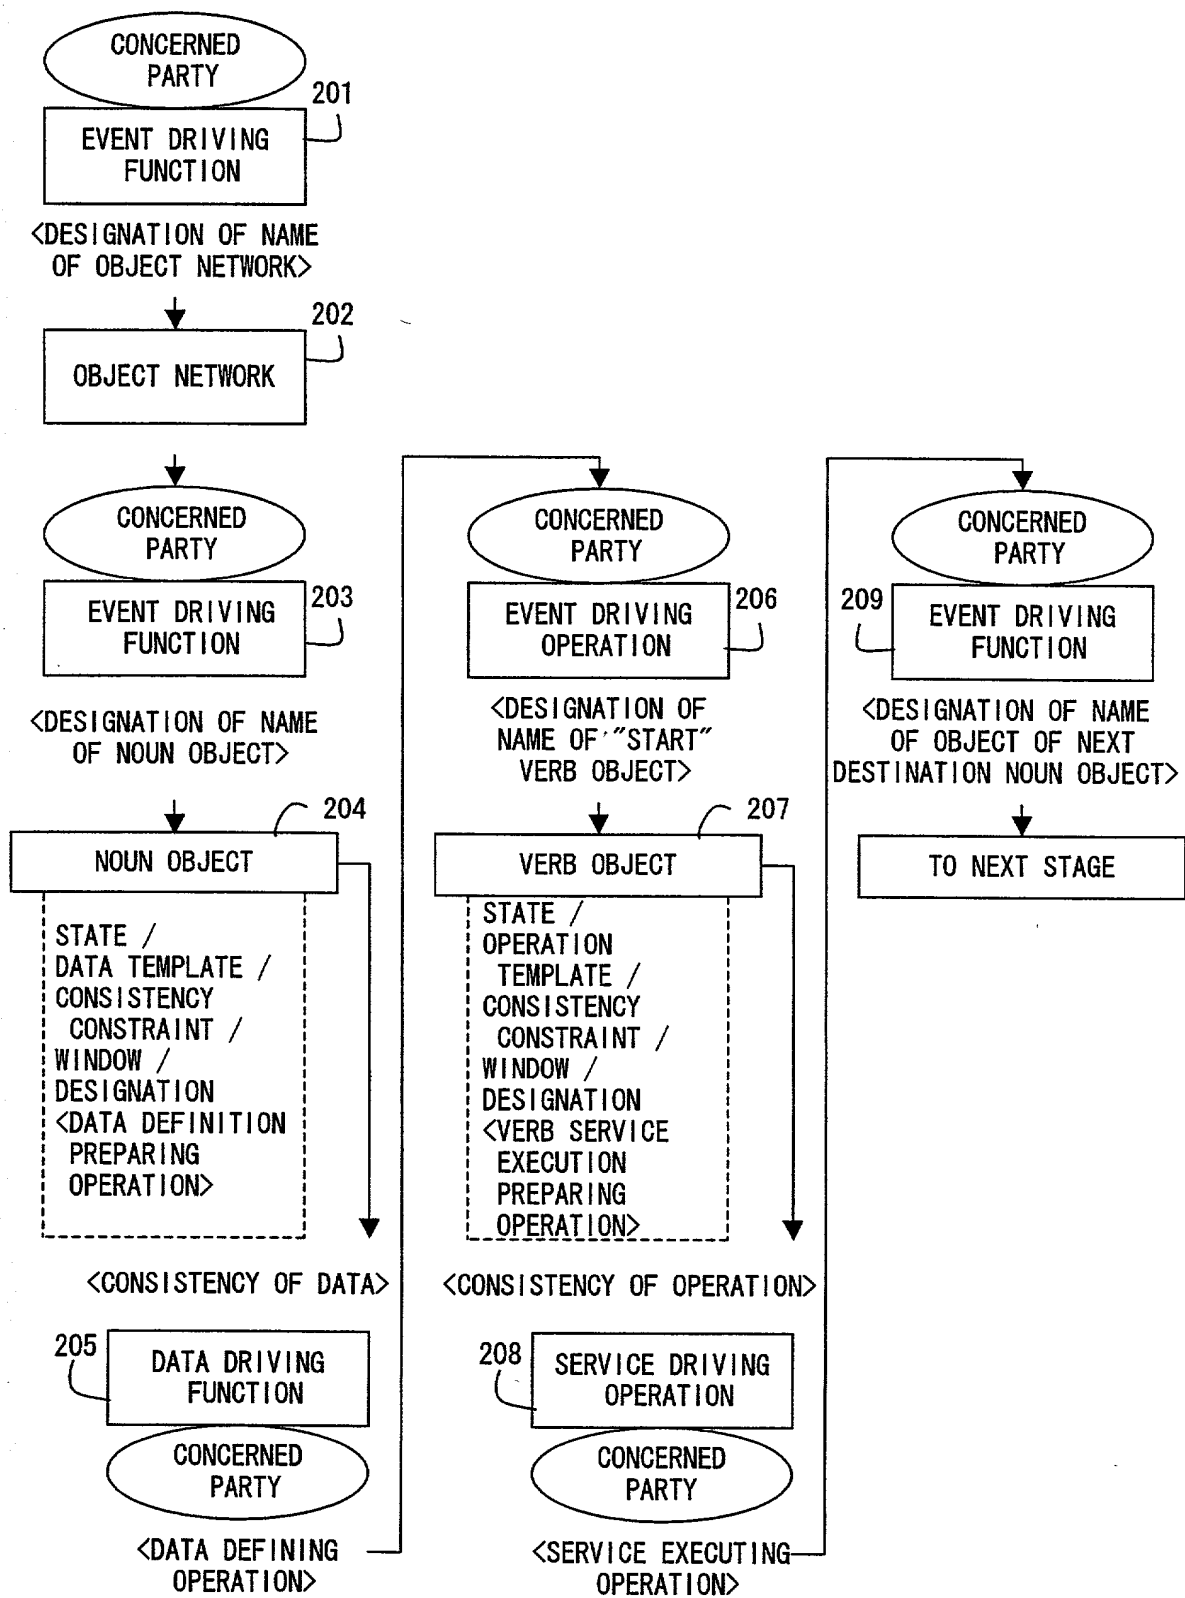 CONCERNED
PARTY
201
EVENT DRIVING
FUNCTION
<DESIGNATION OF NAME
OF OBJECT NETWORK>
202
OBJECT NETWORK
CONCERNED
PARTY
203
EVENT DRIVING
FUNCTION
<DESIGNATION OF NAME
OF NOUN OBJECT>
204
NOUN OBJECT
STATE /
DATA TEMPLATE /
CONSISTENCY
CONSTRAINT /
WINDOW /
DESIGNATION
<DATA DEFINITION
PREPARING
OPERATION>
<CONSISTENCY OF DATA>
205
DATA DRIVING
FUNCTION
CONCERNED
PARTY
<DATA DEFINING
OPERATION>
CONCERNED
PARTY
206
EVENT DRIVING
OPERATION
<DESIGNATION OF
NAME OF "START"
VERB OBJECT>
207
VERB OBJECT
STATE /
OPERATION
TEMPLATE /
CONSISTENCY
CONSTRAINT /
WINDOW /
DESIGNATION
<VERB SERVICE
EXECUTION
PREPARING
OPERATION>
<CONSISTENCY OF OPERATION>
208
SERVICE DRIVING
OPERATION
CONCERNED
PARTY
<SERVICE EXECUTING
OPERATION>
CONCERNED
PARTY
209
EVENT DRIVING
FUNCTION
<DESIGNATION OF NAME
OF OBJECT OF NEXT
DESTINATION NOUN OBJECT>
TO NEXT STAGE